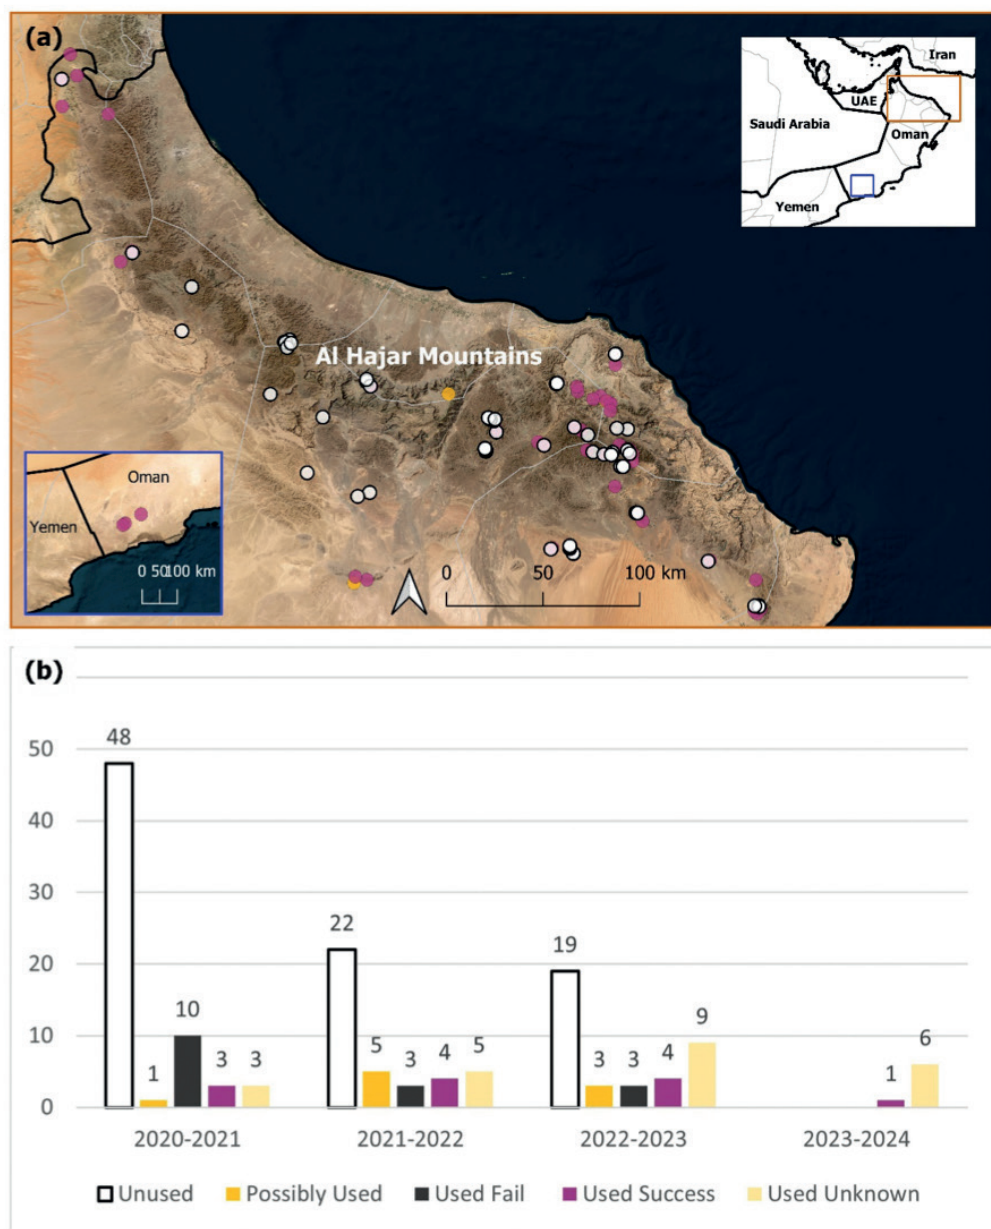 (a)
Iran
UAE
Saudi Arabia
Oman
Yemen
Al Hajar Mountains
Oman
Yemen
0 50 100 km
0 50 100 km
(b)
50
40
30
20
10
0
48
1
10
3
3
22
5
3
4
5
19
3
3
4
9
1
6
2020-2021
2021-2022
2022-2023
2023-2024
Unused
Possibly Used
Used Fail
Used Success
Used Unknown